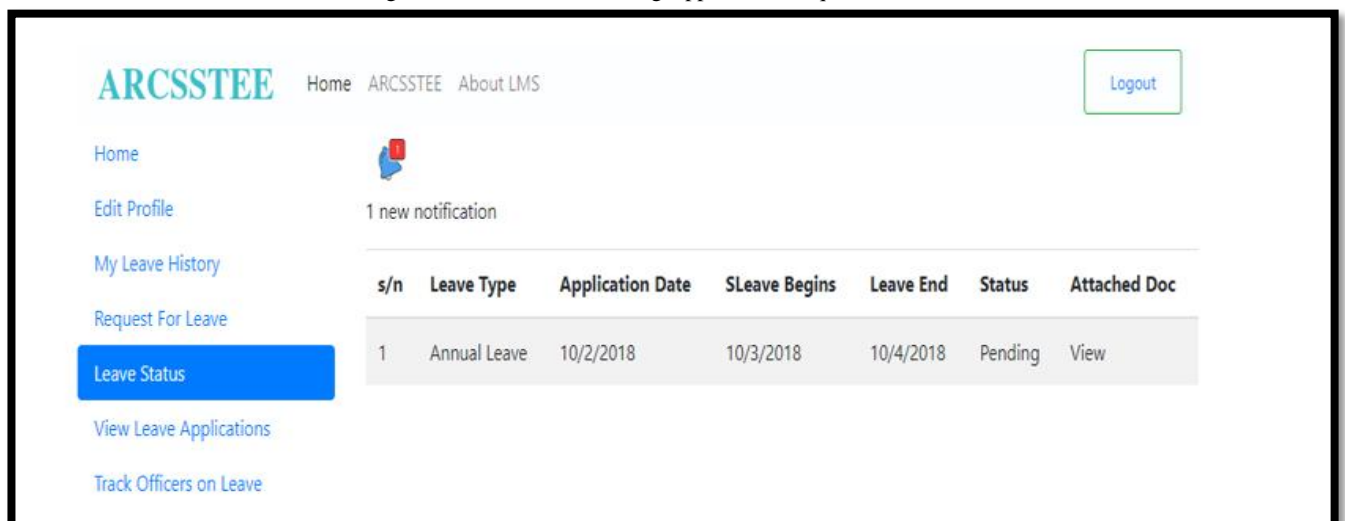 ARCSSTEE Home ARCSSTEE About LMS Logout
Home
Edit Profile
My Leave History
Request For Leave
Leave Status
View Leave Applications
Track Officers on Leave
1
1 new notification
s/n Leave Type Application Date SLeave Begins Leave End Status Attached Doc
1 Annual Leave 10/2/2018 10/3/2018 10/4/2018 Pending View